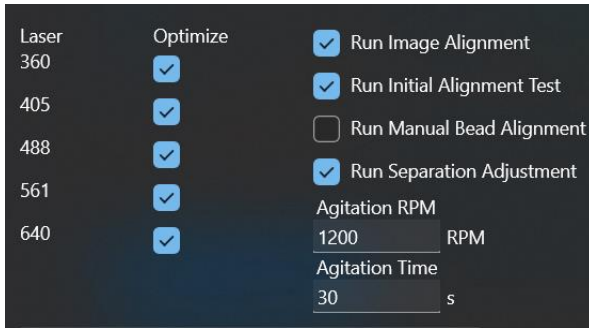 Laser Optimize
360
405
488
561
640
Run Image Alignment
Run Initial Alignment Test
Run Manual Bead Alignment
Run Separation Adjustment
Agitation RPM
1200 RPM
Agitation Time
30 s